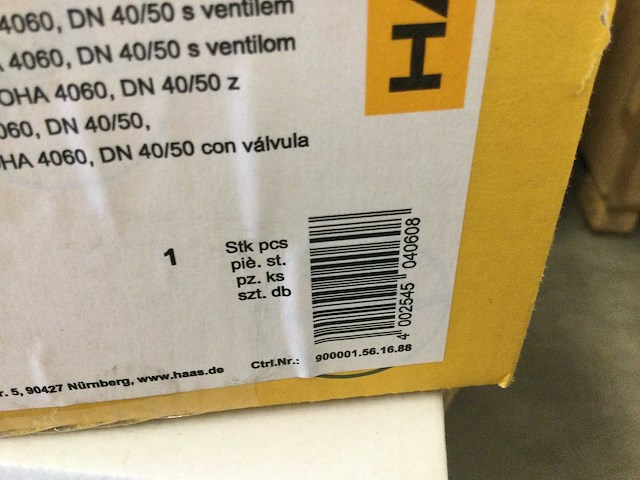 4060, DN 40/50 s ventilem
4060, DN 40/50 s ventilom
OHA 4060, DN 40/50 z
060, DN 40/50,
HA 4060, DN 40/50 con válvula
HA
1
Stk pcs
piè. st.
pz. ks
szt. db
4 002545 040608
Ctrl.Nr.: 900001.56.16.88
r. 5, 90427 Nürnberg, www.haas.de